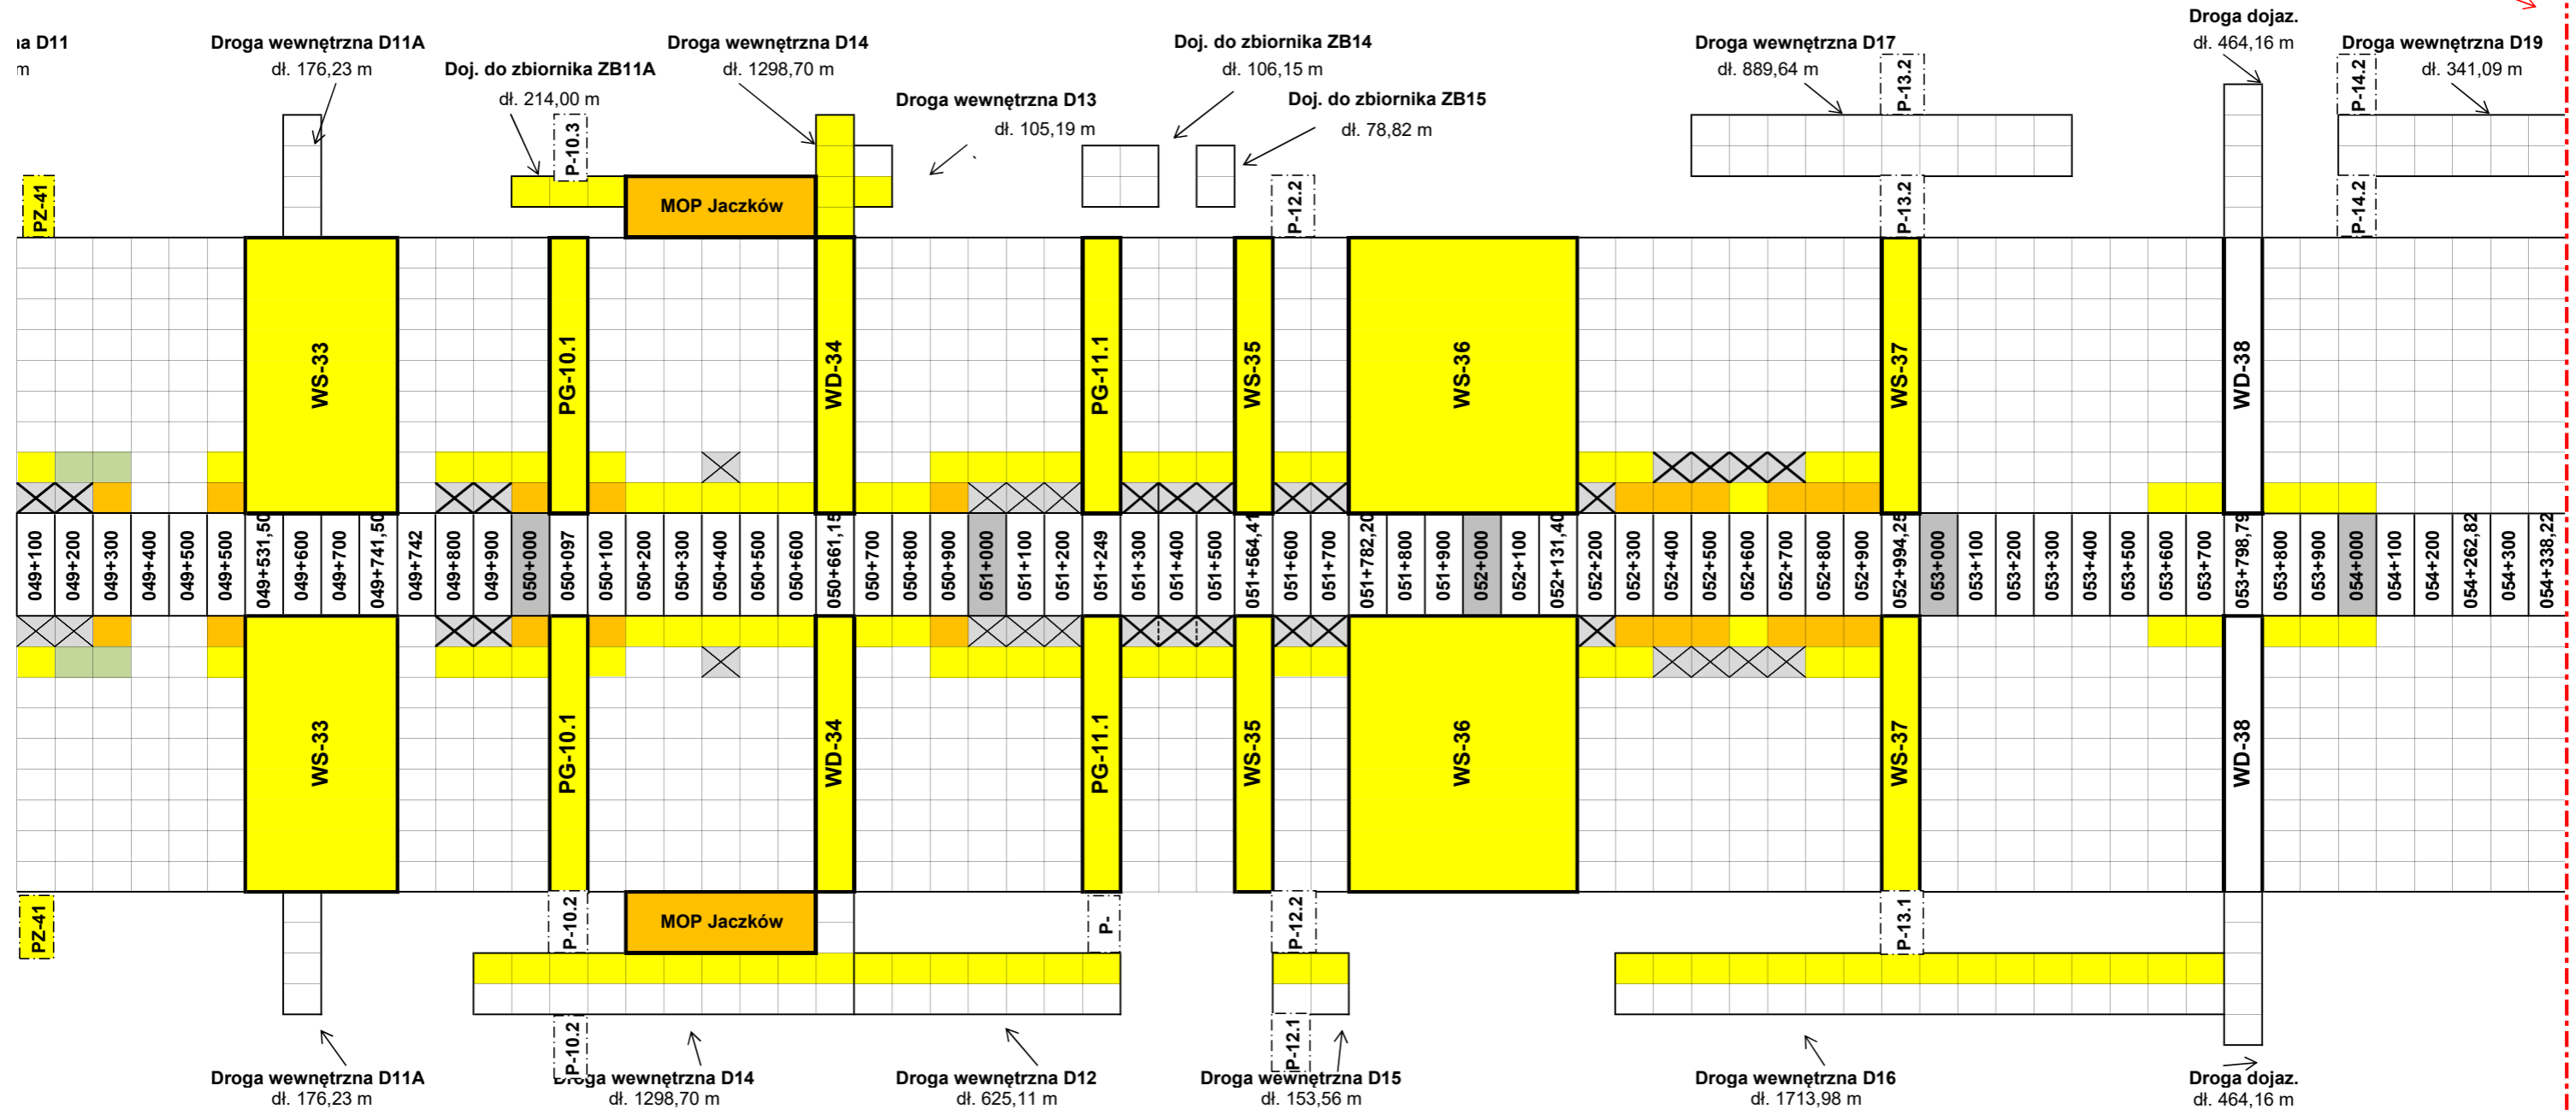 a D11
m
Droga wewnętrzna D11A
dł. 176,23 m
Doj. do zbiornika ZB11A
dł. 214,00 m
Droga wewnętrzna D14
dł. 1298,70 m
Droga wewnętrzna D13
dł. 105,19 m
Doj. do zbiornika ZB14
dł. 106,15 m
Doj. do zbiornika ZB15
dł. 78,82 m
Droga wewnętrzna D17
dł. 889,64 m
Droga dojaz.
dł. 464,16 m
Droga wewnętrzna D19
dł. 341,09 m
P-10.3
P-13.2
P-14.2
PZ-41
MOP Jaczków
P-12.2
P-13.2
P-14.2
WS-33
PG-10.1
WD-34
PG-11.1
WS-35
WS-36
WS-37
WD-38
049+100
049+200
049+300
049+400
049+500
049+500
049+531,50
049+600
049+700
049+741,50
049+742
049+800
049+900
050+000
050+097
050+100
050+200
050+300
050+400
050+500
050+600
050+661,15
050+700
050+800
050+900
051+000
051+100
051+200
051+249
051+300
051+400
051+500
051+564,41
051+600
051+700
051+782,20
051+800
051+900
052+000
052+100
052+131,40
052+200
052+300
052+400
052+500
052+600
052+700
052+800
052+900
052+994,25
053+000
053+100
053+200
053+300
053+400
053+500
053+600
053+700
053+798,79
053+800
053+900
054+000
054+100
054+200
054+262,82
054+300
054+338,22
WS-33
PG-10.1
WD-34
PG-11.1
WS-35
WS-36
WS-37
WD-38
PZ-41
P-10.2
MOP Jaczków
P-
P-12.2
P-13.1
P-10.2
P-12.1
Droga wewnętrzna D11A
dł. 176,23 m
Droga wewnętrzna D14
dł. 1298,70 m
Droga wewnętrzna D12
dł. 625,11 m
Droga wewnętrzna D15
dł. 153,56 m
Droga wewnętrzna D16
dł. 1713,98 m
Droga dojaz.
dł. 464,16 m